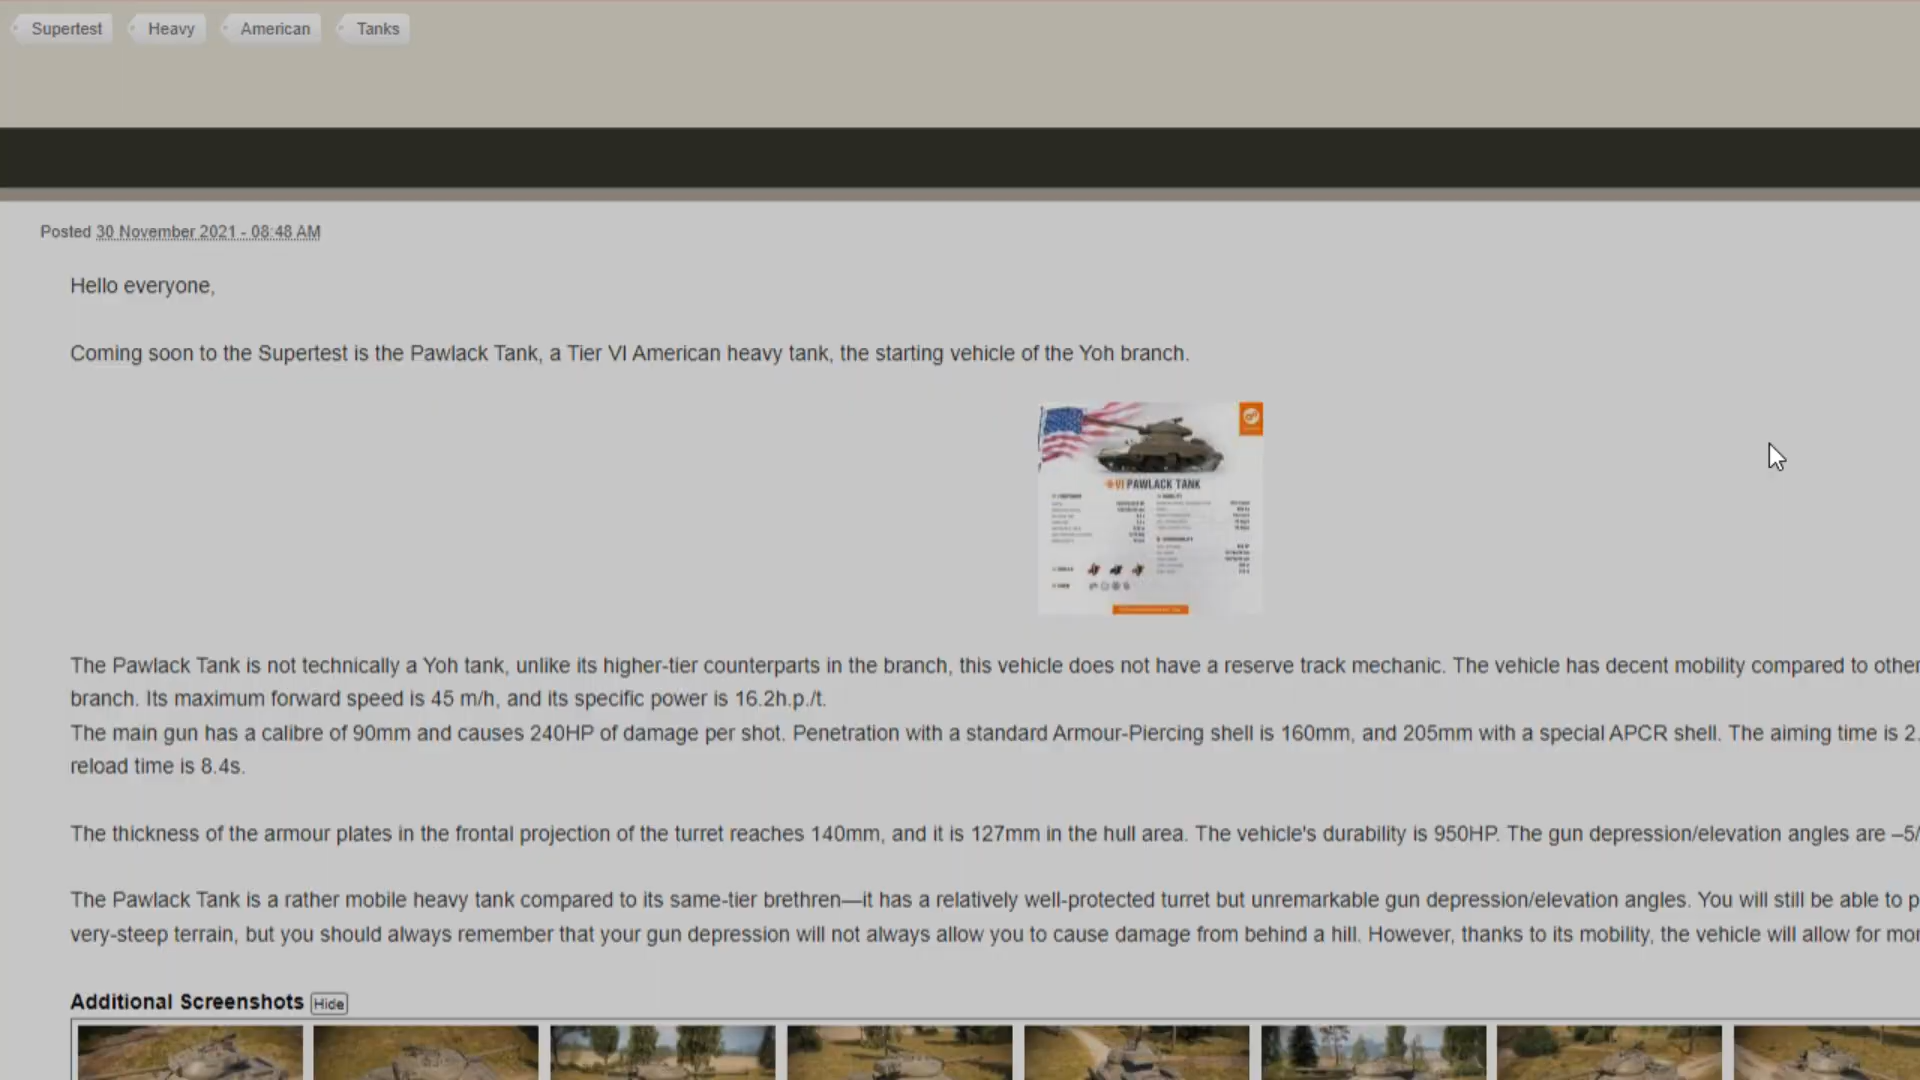 Supertest
Heavy
American
Tanks
Posted 30 November 2021 - 08:48 AM
Hello everyone,
Coming soon to the Supertest is the Pawlack Tank, a Tier VI American heavy tank, the starting vehicle of the Yoh branch.
VI PAWLACK TANK
The Pawlack Tank is not technically a Yoh tank, unlike its higher-tier counterparts in the branch, this vehicle does not have a reserve track mechanic. The vehicle has decent mobility compared to other
branch. Its maximum forward speed is 45 m/h, and its specific power is 16.2h.p./t.
The main gun has a calibre of 90mm and causes 240HP of damage per shot. Penetration with a standard Armour-Piercing shell is 160mm, and 205mm with a special APCR shell. The aiming time is 2.
reload time is 8.4s.
The thickness of the armour plates in the frontal projection of the turret reaches 140mm, and it is 127mm in the hull area. The vehicle's durability is 950HP. The gun depression/elevation angles are –5/
The Pawlack Tank is a rather mobile heavy tank compared to its same-tier brethren—it has a relatively well-protected turret but unremarkable gun depression/elevation angles. You will still be able to p
very-steep terrain, but you should always remember that your gun depression will not always allow you to cause damage from behind a hill. However, thanks to its mobility, the vehicle will allow for mor
Additional Screenshots Hide